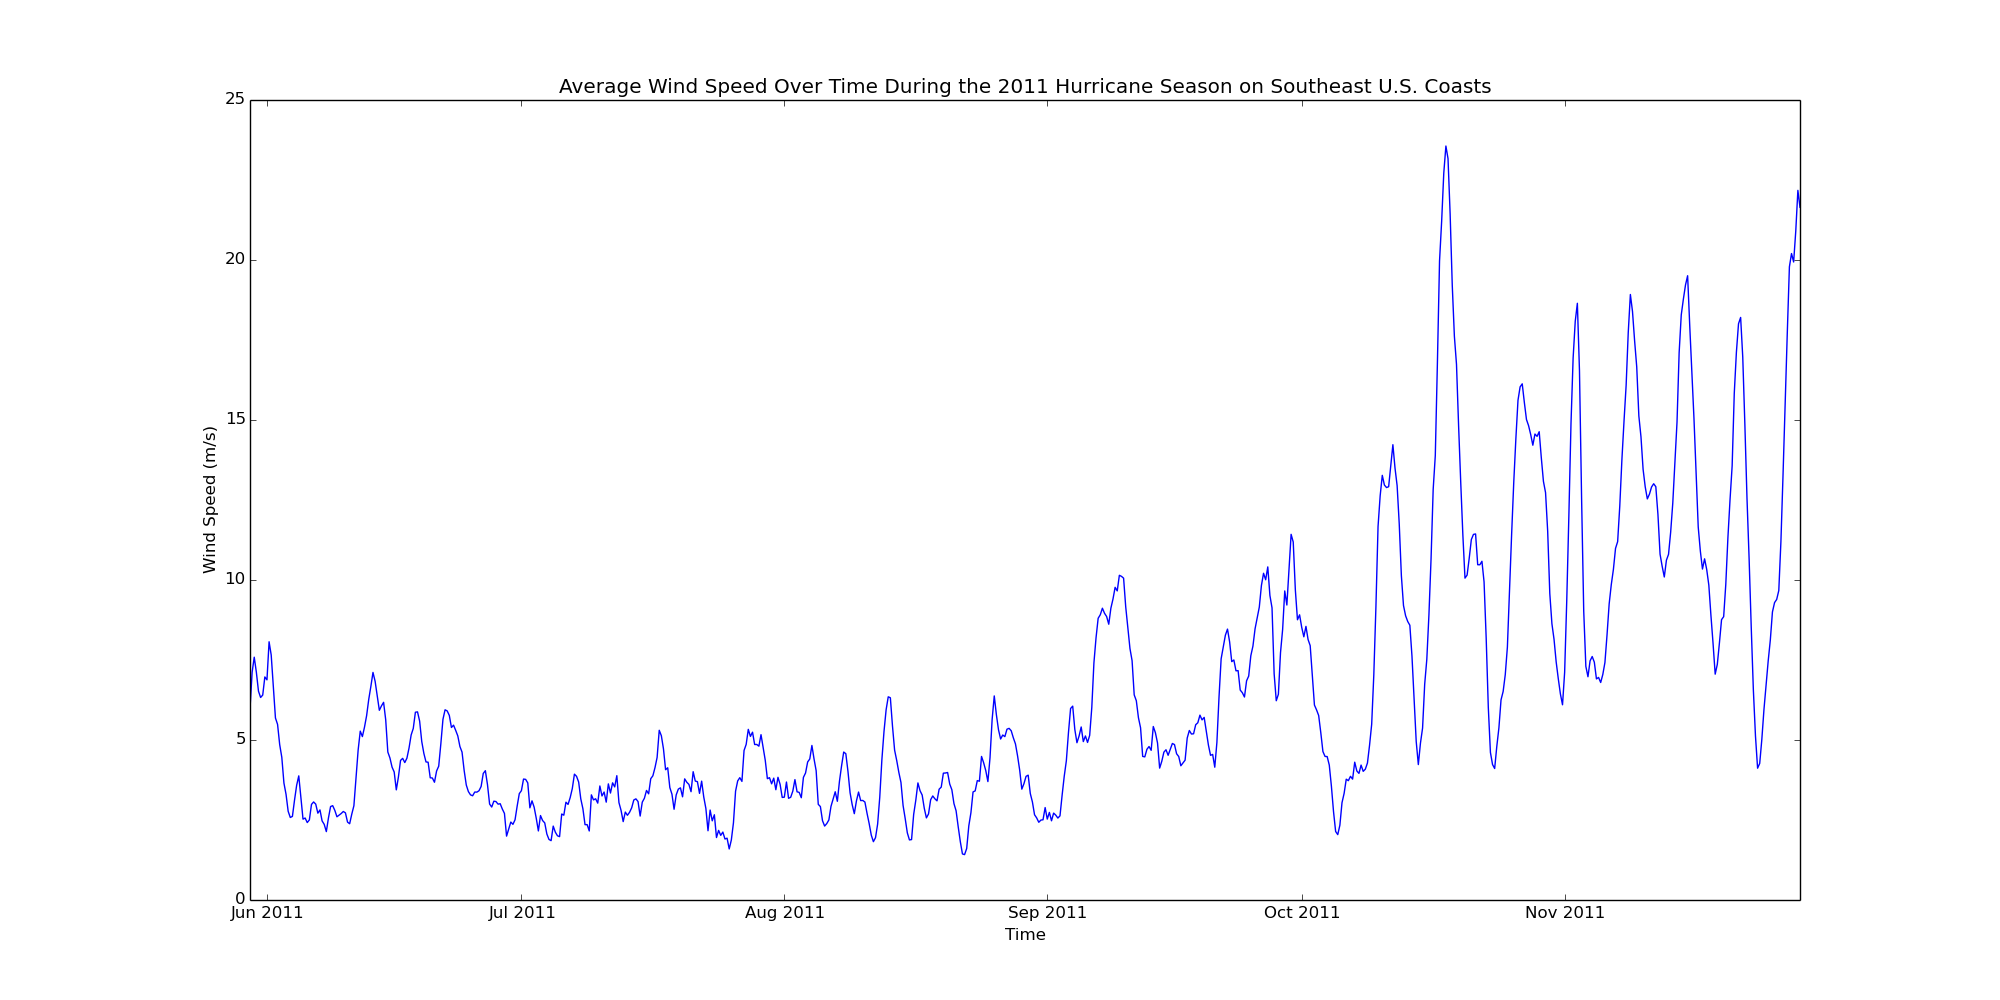 Average Wind Speed Over Time During the 2011 Hurricane Season on Southeast U.S. Coasts
25
20
15
10
5
0
Wind Speed (m/s)
Jun 2011 Jul 2011 Aug 2011 Sep 2011 Oct 2011 Nov 2011
Time